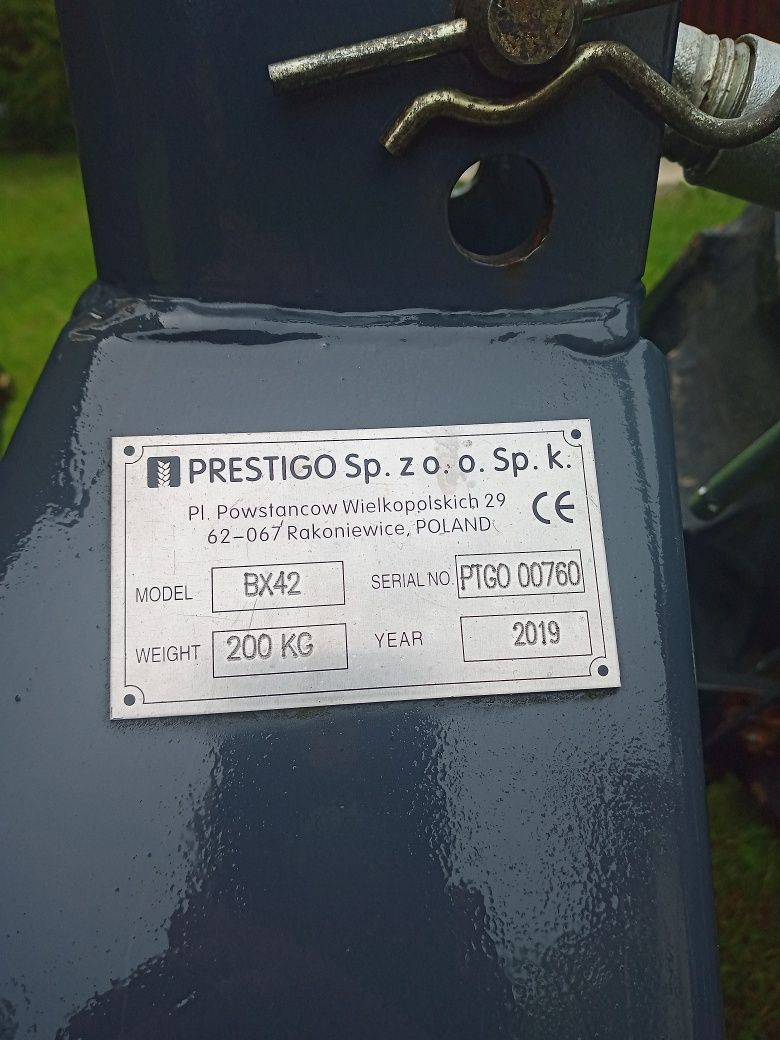 PRESTIGO Sp. z o. o. Sp. k.
Pl. Powstancow Wielkopolskich 29
62-067 Rakoniewice, POLAND
CE
MODEL BX42 SERIAL NO. PTGO 00760
WEIGHT 200 KG YEAR 2019